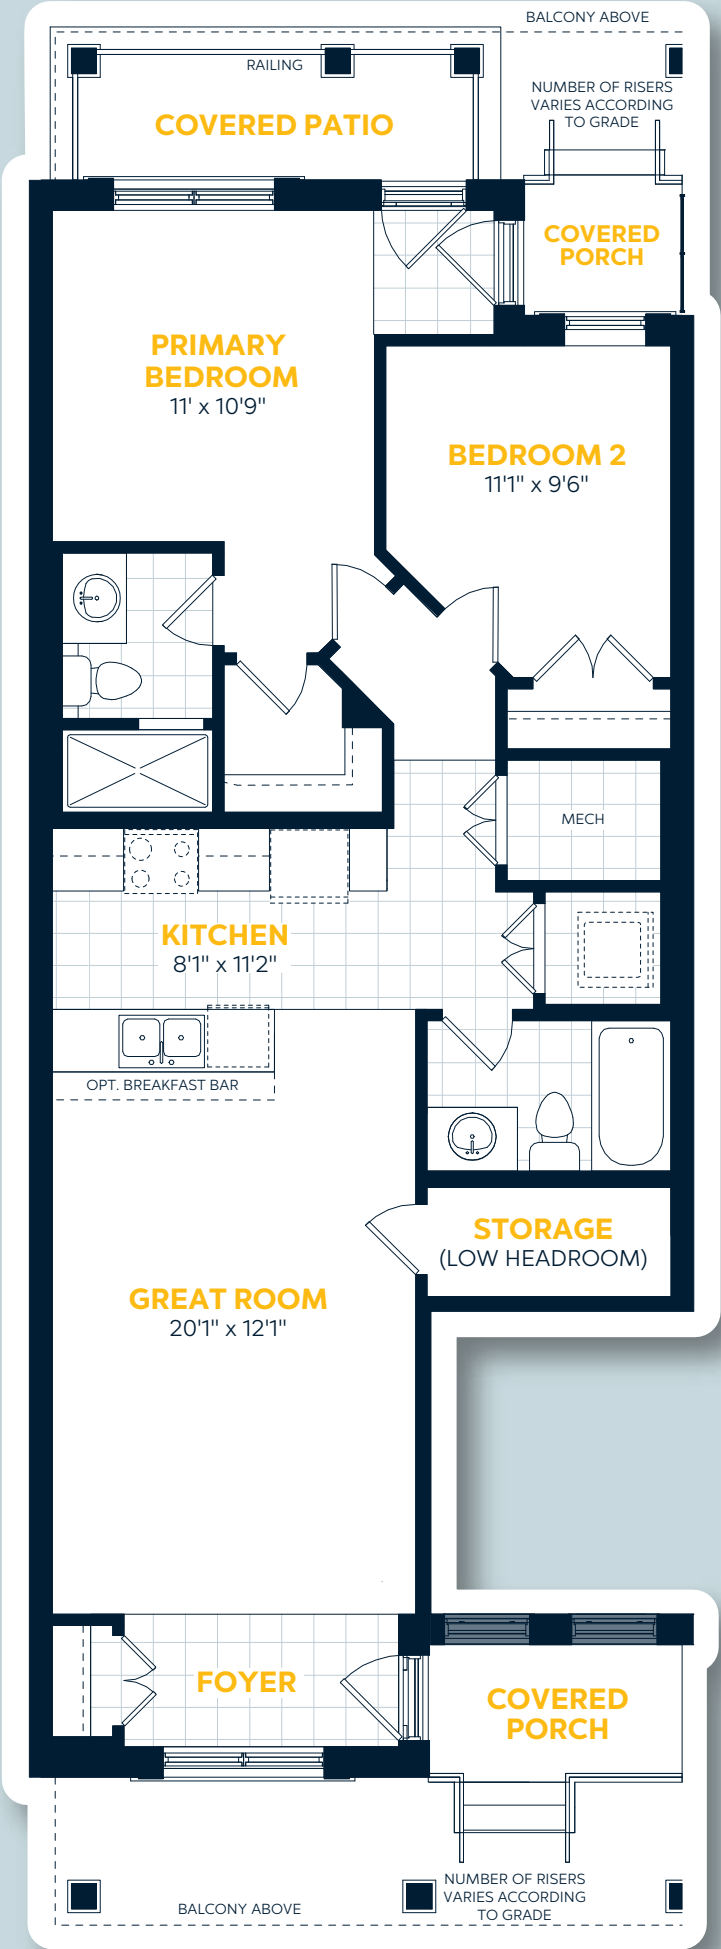 BALCONY ABOVE
RAILING
NUMBER OF RISERS
VARIES ACCORDING
TO GRADE
COVERED PATIO
COVERED
PORCH
PRIMARY
BEDROOM
11' x 10'9"
BEDROOM 2
11'1" x 9'6"
MECH
KITCHEN
8'1" x 11'2"
OPT. BREAKFAST BAR
STORAGE
(LOW HEADROOM)
GREAT ROOM
20'1" x 12'1"
FOYER
COVERED
PORCH
NUMBER OF RISERS
VARIES ACCORDING
TO GRADE
BALCONY ABOVE